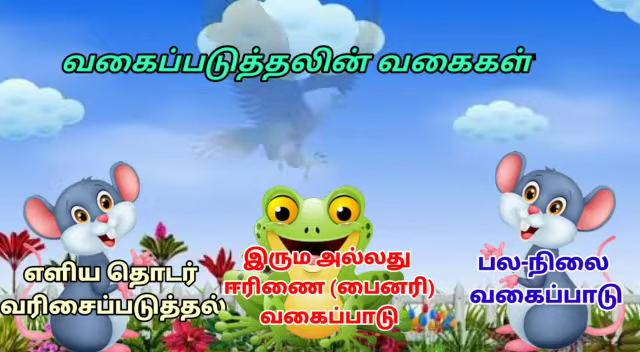 வகைப்படுத்தலின் வகைகள்
எளிய தொடர்
வரிசைப்படுத்தல்
இரும அல்லது
ஈரிணை (பைனரி)
வகைப்பாடு
பல-நிலை
வகைப்பாடு